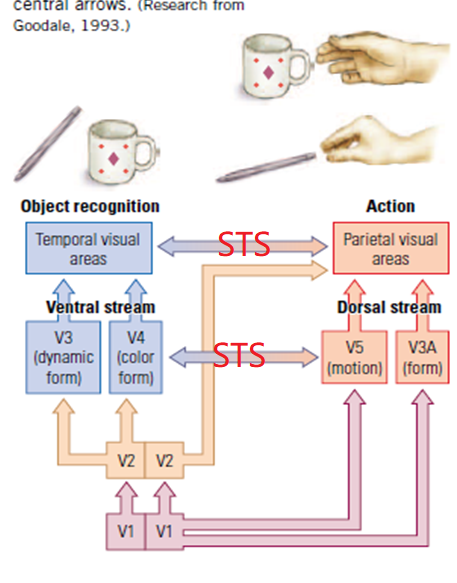 central arrows. (Research from
Goodale, 1993.)
Object recognition
Action
Temporal visual
areas
STS
Parietal visual
areas
Ventral stream
Dorsal stream
V3
(dynamic
form)
V4
(color
form)
STS
V5
(motion)
V3A
(form)
V2
V2
V1
V1